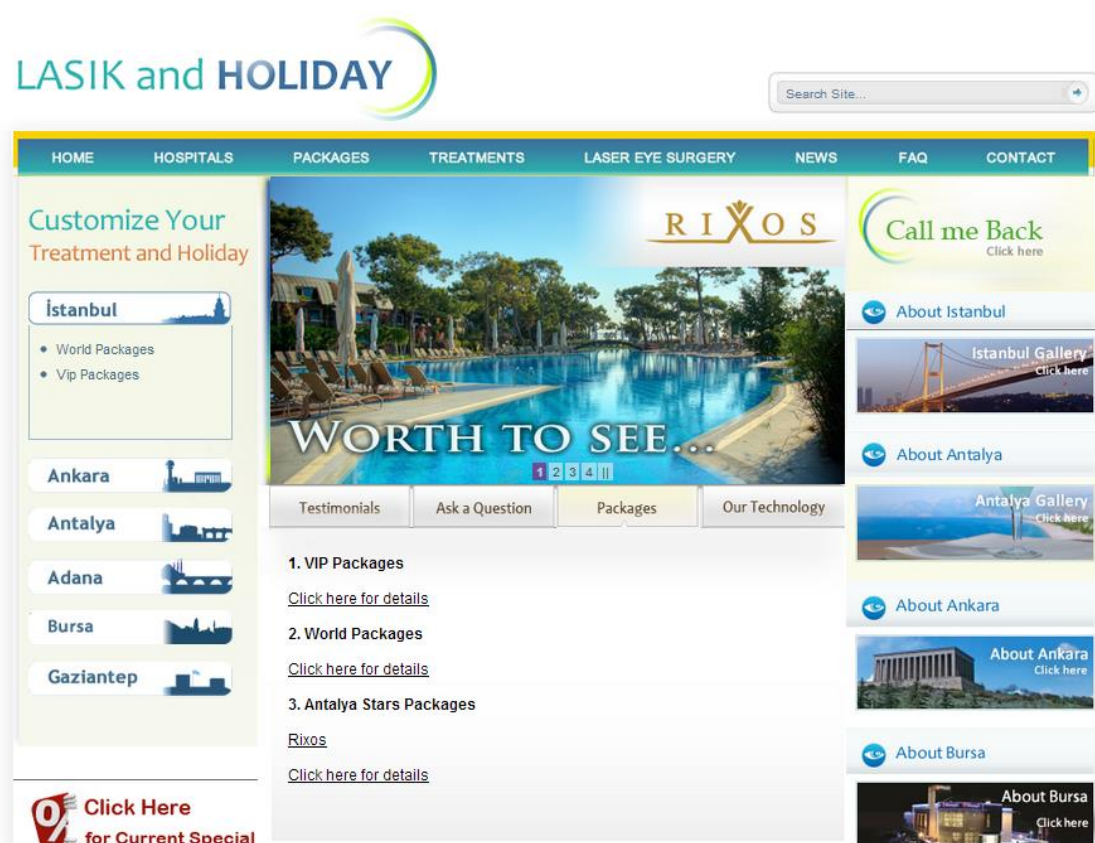 LASIK and HOLIDAY
Search Site...
HOME HOSPITALS PACKAGES TREATMENTS LASER EYE SURGERY NEWS FAQ CONTACT
Customize Your
Treatment and Holiday
İstanbul
World Packages
Vip Packages
Ankara
Antalya
Adana
Bursa
Gaziantep
% Click Here
for Current Special
RIXOS
WORTH TO SEE...
1 2 3 4 ||
Testimonials Ask a Question Packages Our Technology
1. VIP Packages
Click here for details
2. World Packages
Click here for details
3. Antalya Stars Packages
Rixos
Click here for details
Call me Back
Click here
About Istanbul
Istanbul Gallery
Click here
About Antalya
Antalya Gallery
Click here
About Ankara
About Ankara
Click here
About Bursa
About Bursa
Click here